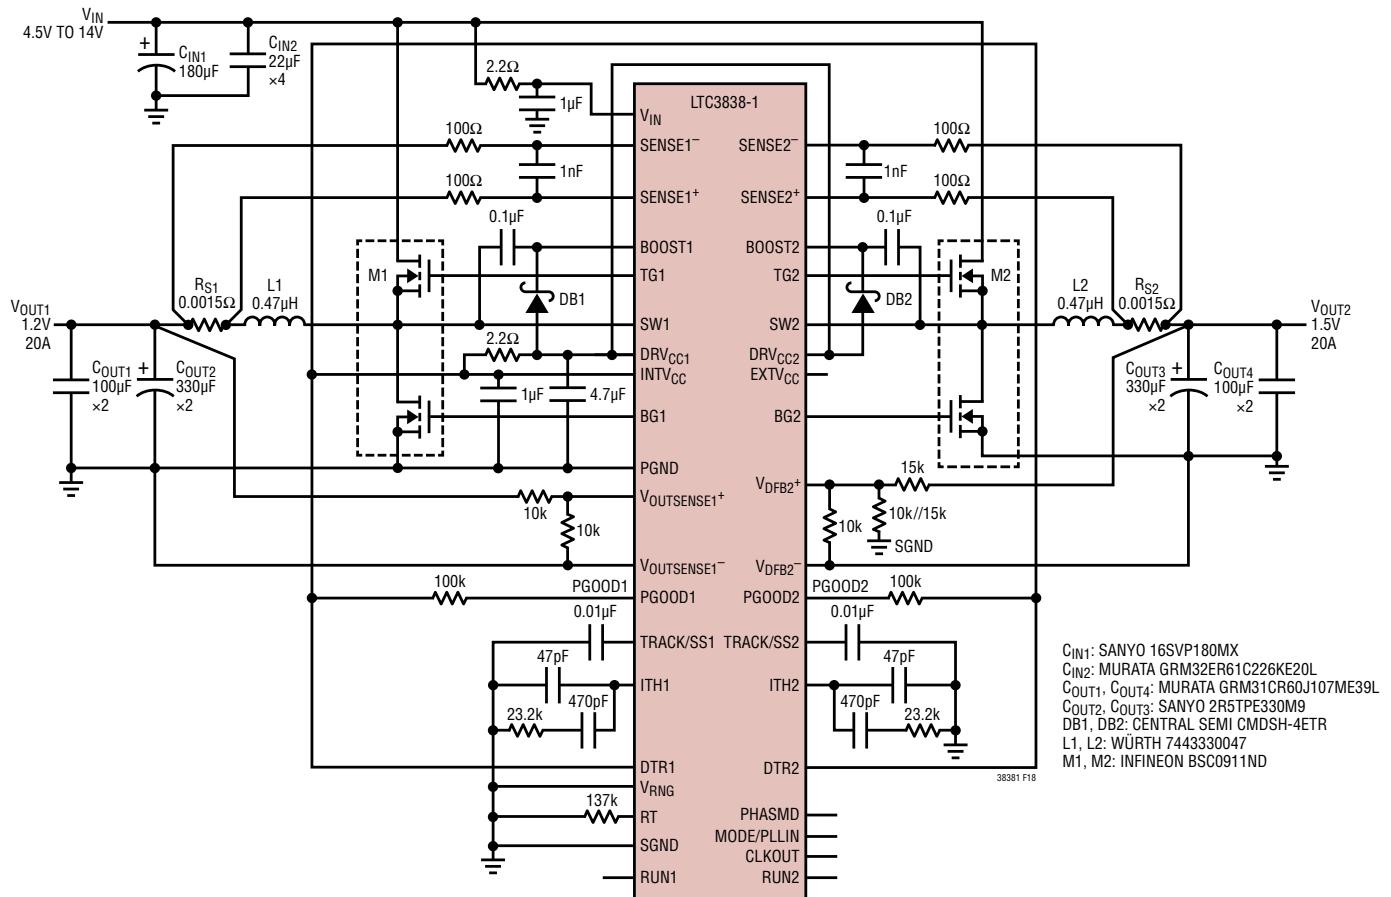 VIN
4.5V TO 14V
CIN1
180µF
CIN2
22µF
×4
2.2Ω
1µF
LTC3838-1
VIN
100Ω
SENSE1–
SENSE2–
100Ω
1nF
1nF
100Ω
SENSE1+
SENSE2+
100Ω
0.1µF
0.1µF
BOOST1
BOOST2
M1
TG1
TG2
M2
DB1
DB2
VOUT1
1.2V
20A
RS1
0.0015Ω
L1
0.47µH
SW1
SW2
L2
0.47µH
RS2
0.0015Ω
VOUT2
1.5V
20A
2.2Ω
DRVCC1
DRVCC2
INTVCC
EXTVCC
COUT1
100µF
×2
COUT2
330µF
×2
1µF
4.7µF
COUT3
330µF
×2
COUT4
100µF
×2
BG1
BG2
PGND
15k
VOUTSENSE1+
VDFB2+
10k
10k
10k
10k//15k
SGND
VOUTSENSE1–
VDFB2–
100k
PGOOD1
PGOOD1
PGOOD2
PGOOD2
100k
0.01µF
0.01µF
TRACK/SS1
TRACK/SS2
47pF
47pF
ITH1
ITH2
470pF
23.2k
470pF
23.2k
CIN1: SANYO 16SVP180MX
CIN2: MURATA GRM32ER61C226KE20L
COUT1, COUT4: MURATA GRM31CR60J107ME39L
COUT2, COUT3: SANYO 2R5TPE330M9
DB1, DB2: CENTRAL SEMI CMDSH-4ETR
L1, L2: WÜRTH 7443330047
M1, M2: INFINEON BSC0911ND
DTR1
DTR2
38381 F18
VRNG
137k
RT
PHASMD
MODE/PLLIN
SGND
CLKOUT
RUN1
RUN2